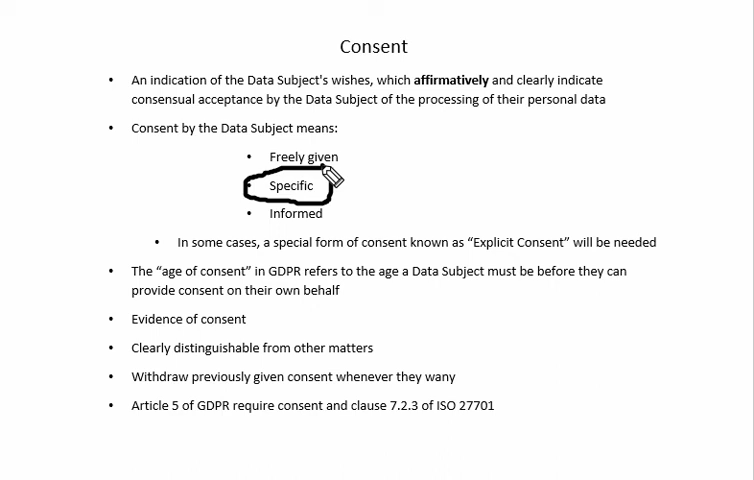 Consent
• An indication of the Data Subject's wishes, which affirmatively and clearly indicate
consensual acceptance by the Data Subject of the processing of their personal data
• Consent by the Data Subject means:
• Freely given
• Specific
• Informed
• In some cases, a special form of consent known as “Explicit Consent” will be needed
• The “age of consent” in GDPR refers to the age a Data Subject must be before they can
provide consent on their own behalf
• Evidence of consent
• Clearly distinguishable from other matters
• Withdraw previously given consent whenever they wany
• Article 5 of GDPR require consent and clause 7.2.3 of ISO 27701